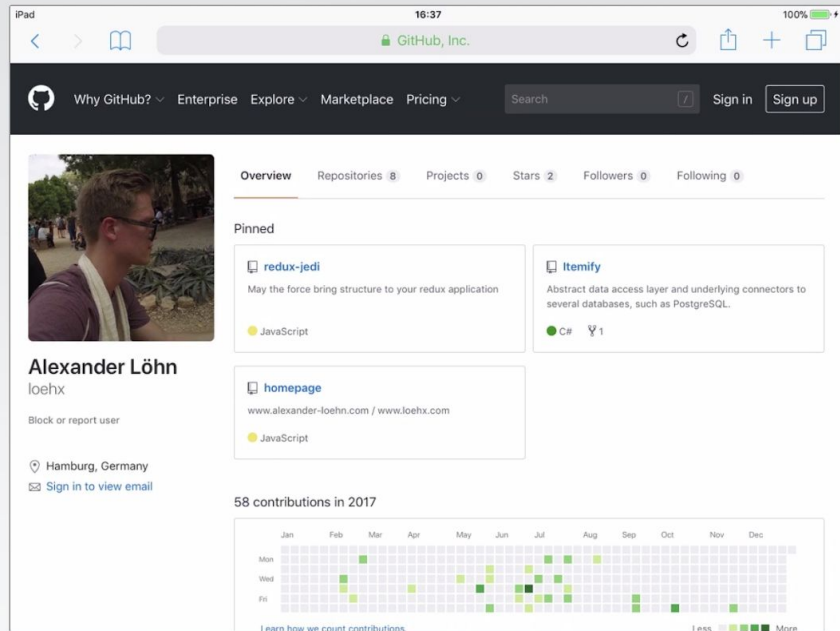 iPad 16:37 100%
GitHub, Inc.
Why GitHub? Enterprise Explore Marketplace Pricing Search / Sign in Sign up
Overview Repositories 8 Projects 0 Stars 2 Followers 0 Following 0
Pinned
redux-jedi
May the force bring structure to your redux application
JavaScript
Itemify
Abstract data access layer and underlying connectors to
several databases, such as PostgreSQL.
C# 1
homepage
www.alexander-loehn.com / www.loehx.com
JavaScript
Alexander Löhn
loehx
Block or report user
Hamburg, Germany
Sign in to view email
58 contributions in 2017
Jan Feb Mar Apr May Jun Jul Aug Sep Oct Nov Dec
Mon
Wed
Fri
Learn how we count contributions
Less More